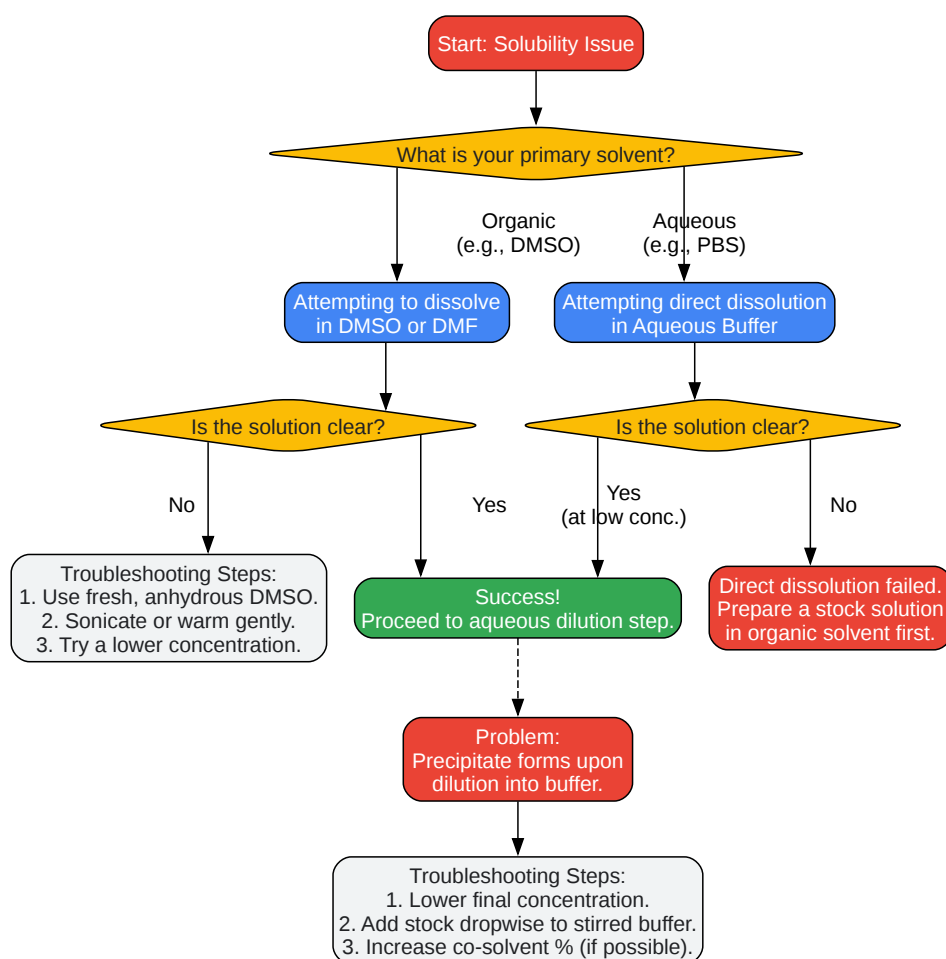 Start: Solubility Issue
What is your primary solvent?
Organic
(e.g., DMSO)
Aqueous
(e.g., PBS)
Attempting to dissolve
in DMSO or DMF
Attempting direct dissolution
in Aqueous Buffer
Is the solution clear?
Is the solution clear?
No
Yes
Yes
(at low conc.)
No
Troubleshooting Steps:
1. Use fresh, anhydrous DMSO.
2. Sonicate or warm gently.
3. Try a lower concentration.
Success!
Proceed to aqueous dilution step.
Direct dissolution failed.
Prepare a stock solution
in organic solvent first.
Problem:
Precipitate forms upon
dilution into buffer.
Troubleshooting Steps:
1. Lower final concentration.
2. Add stock dropwise to stirred buffer.
3. Increase co-solvent % (if possible).